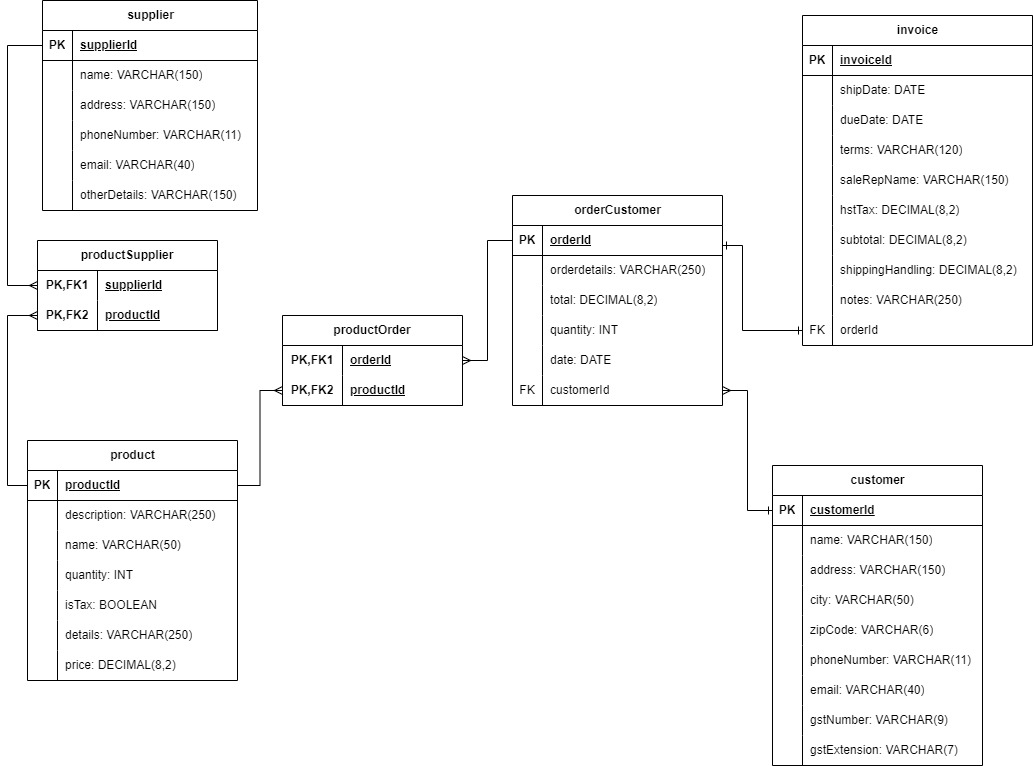 supplier
PK supplierId
name: VARCHAR(150)
address: VARCHAR(150)
phoneNumber: VARCHAR(11)
email: VARCHAR(40)
otherDetails: VARCHAR(150)
productSupplier
PK,FK1 supplierId
PK,FK2 productId
product
PK productId
description: VARCHAR(250)
name: VARCHAR(50)
quantity: INT
isTax: BOOLEAN
details: VARCHAR(250)
price: DECIMAL(8,2)
productOrder
PK,FK1 orderId
PK,FK2 productId
orderCustomer
PK orderId
orderdetails: VARCHAR(250)
total: DECIMAL(8,2)
quantity: INT
date: DATE
FK customerId
invoice
PK invoiceId
shipDate: DATE
dueDate: DATE
terms: VARCHAR(120)
saleRepName: VARCHAR(150)
hstTax: DECIMAL(8,2)
subtotal: DECIMAL(8,2)
shippingHandling: DECIMAL(8,2)
notes: VARCHAR(250)
FK orderId
customer
PK customerId
name: VARCHAR(150)
address: VARCHAR(150)
city: VARCHAR(50)
zipCode: VARCHAR(6)
phoneNumber: VARCHAR(11)
email: VARCHAR(40)
gstNumber: VARCHAR(9)
gstExtension: VARCHAR(7)